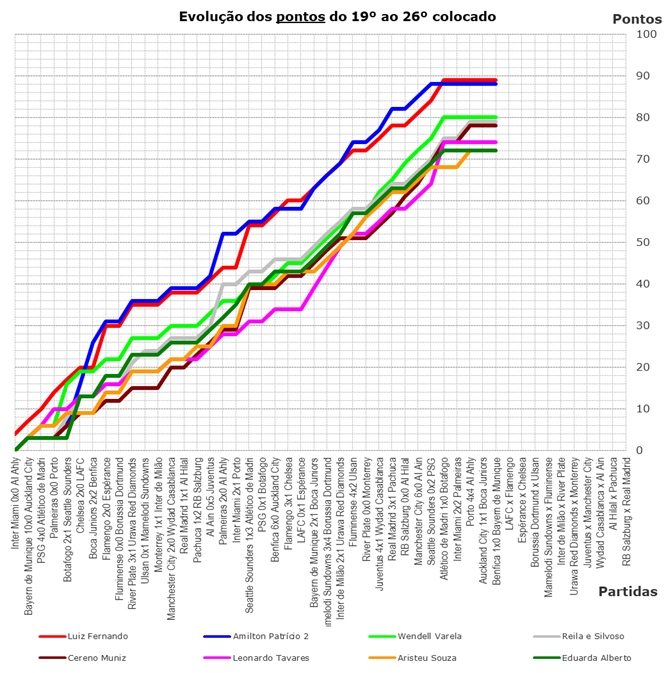 Evolução dos pontos do 19º ao 26º colocado
Pontos
100
90
80
70
60
50
40
30
20
10
0
Inter Miami 0x0 Al Ahly
Bayern de Munique 10x0 Auckland City
PSG 4x0 Atlético de Madri
Palmeiras 0x0 Porto
Botafogo 2x1 Seattle Sounders
Chelsea 2x0 LAFC
Boca Juniors 2x2 Benfica
Flamengo 2x0 Espérance
Fluminense 0x0 Borussia Dortmund
River Plate 3x1 Urawa Red Diamonds
Ulsan 0x1 Mamelodi Sundowns
Monterrey 1x1 Inter de Milão
Manchester City 2x0 Wydad Casablanca
Real Madrid 1x1 Al Hilal
Pachuca 1x2 RB Salzburg
Al Ain 0x5 Juventus
Palmeiras 2x0 Al Ahly
Inter Miami 2x1 Porto
Seattle Sounders 1x3 Atlético de Madri
PSG 0x1 Botafogo
Benfica 6x0 Auckland City
Flamengo 3x1 Chelsea
LAFC 0x1 Espérance
Bayern de Munique 2x1 Boca Juniors
amelodi Sundowns 3x4 Borussia Dortmund
Inter de Milão 2x1 Urawa Red Diamonds
Fluminense 4x2 Ulsan
River Plate 0x0 Monterrey
Juventus 4x1 Wydad Casablanca
Real Madrid 3x1 Pachuca
RB Salzburg 0x0 Al Hilal
Manchester City 6x0 Al Ain
Seattle Sounders 0x2 PSG
Atlético de Madri 1x0 Botafogo
Inter Miami 2x2 Palmeiras
Porto 4x4 Al Ahly
Auckland City 1x1 Boca Juniors
Benfica 1x0 Bayern de Munique
LAFC x Flamengo
Espérance x Chelsea
Borussia Dortmund x Ulsan
Mamelodi Sundowns x Fluminense
Inter de Milão x River Plate
Urawa Red Diamonds x Monterrey
Juventus x Manchester City
Wydad Casablanca x Al Ain
Al Hilal x Pachuca
RB Salzburg x Real Madrid
Partidas
Luiz Fernando
Amilton Patrício 2
Wendell Varela
Reila e Silvoso
Cereno Muniz
Leonardo Tavares
Aristeu Souza
Eduarda Alberto